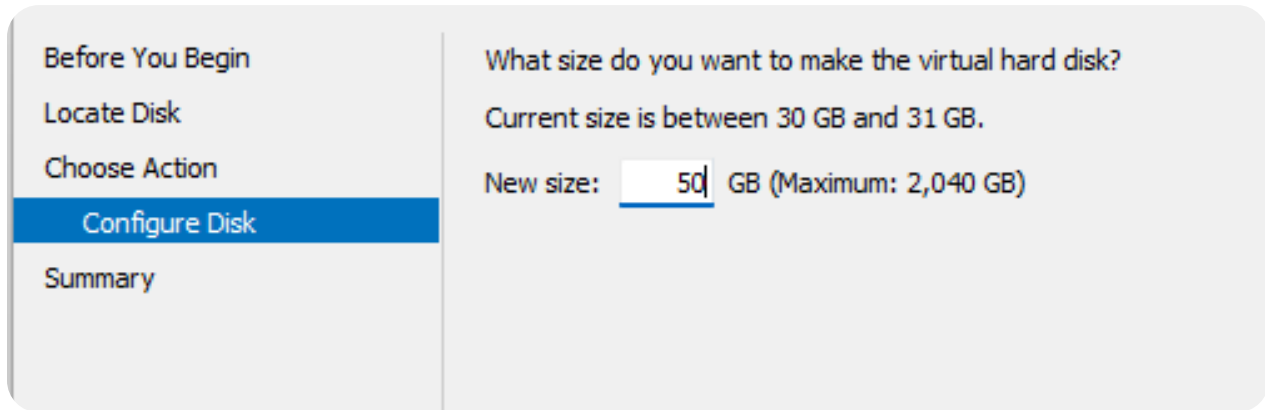 Before You Begin
Locate Disk
Choose Action
Configure Disk
Summary
What size do you want to make the virtual hard disk?
Current size is between 30 GB and 31 GB.
New size: 50 GB (Maximum: 2,040 GB)